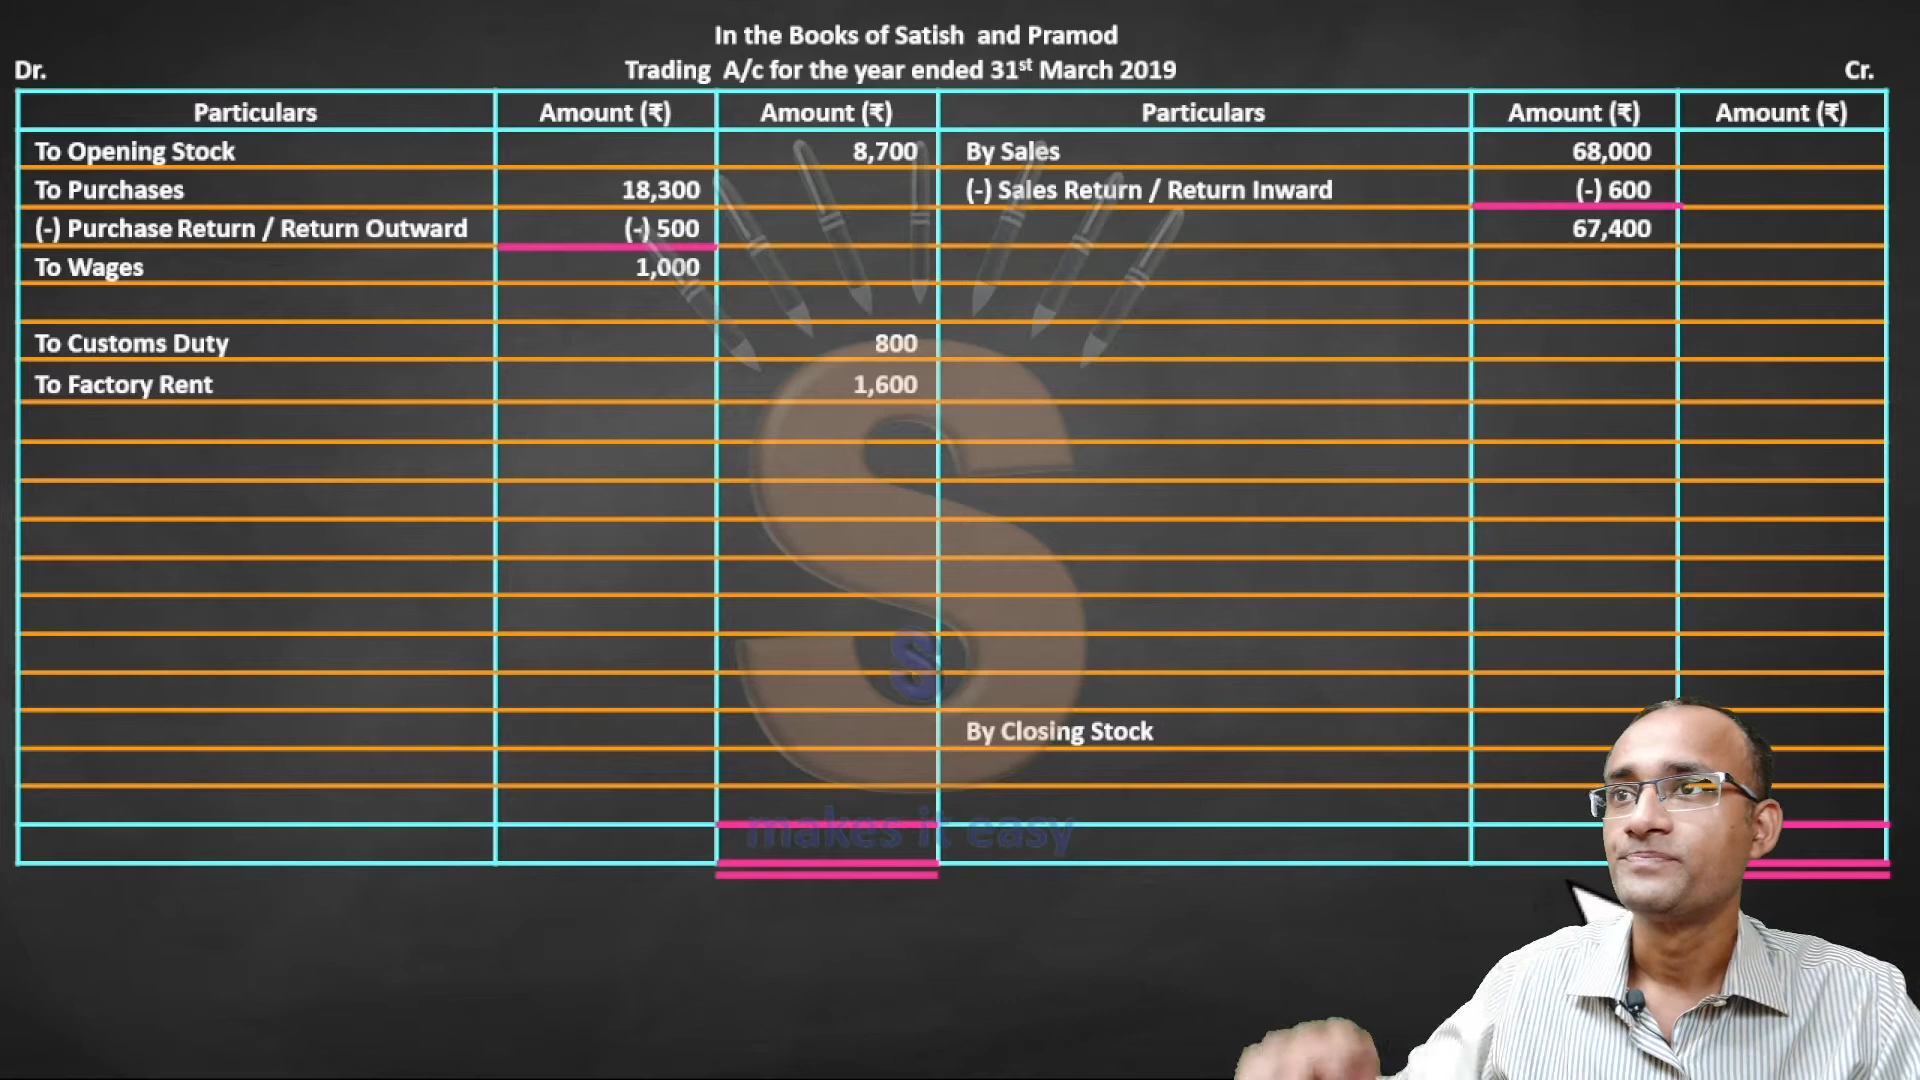 In the Books of Satish and Pramod
Dr. Trading A/c for the year ended 31st March 2019 Cr.
Particulars Amount (₹) Amount (₹) Particulars Amount (₹) Amount (₹)
To Opening Stock 8,700 By Sales 68,000
To Purchases 18,300 (-) Sales Return / Return Inward (-) 600
(-) Purchase Return / Return Outward (-) 500 67,400
To Wages 1,000
To Customs Duty 800
To Factory Rent 1,600
S
S
By Closing Stock
makes it easy